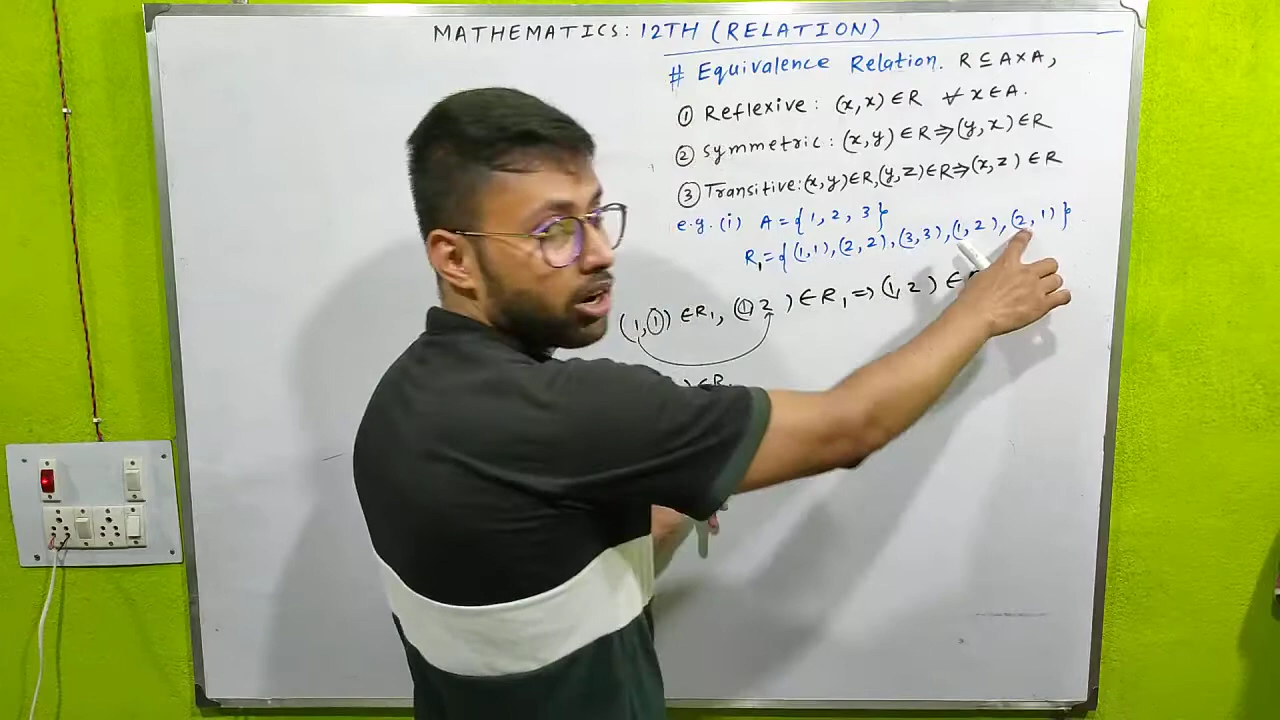 MATHEMATICS: 12TH (RELATION)
# Equivalence Relation. R ⊆ A×A,
① Reflexive: (x,x) ∈ R ∀ x ∈ A.
② Symmetric: (x,y) ∈ R ⇒ (y,x) ∈ R
③ Transitive: (x,y) ∈ R, (y,z) ∈ R ⇒ (x,z) ∈ R
e.g. (i) A = {1, 2, 3}
R₁ = {(1,1), (2,2), (3,3), (1,2), (2,1)}
(1,1) ∈ R₁, (1,2) ∈ R₁ ⇒ (1,2) ∈
) ∈ R₁